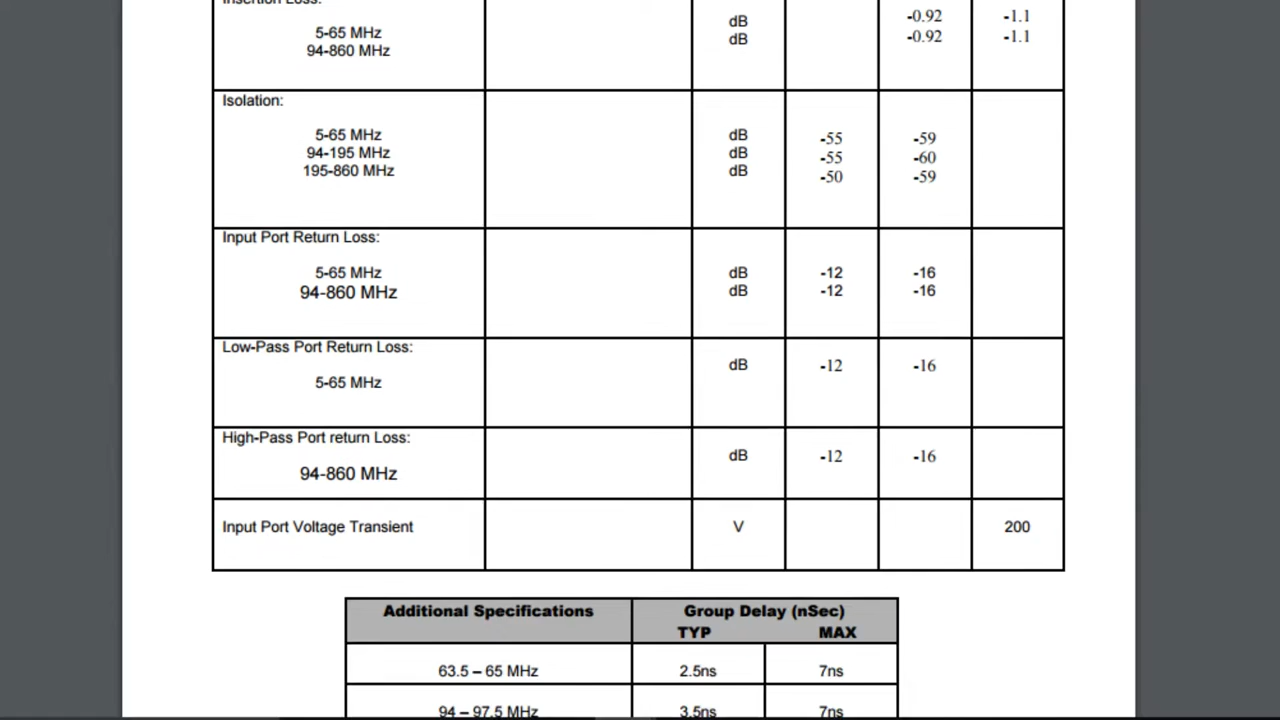 Insertion Loss:
5-65 MHz dB -0.92 -1.1
94-860 MHz dB -0.92 -1.1
Isolation:
5-65 MHz dB -55 -59
94-195 MHz dB -55 -60
195-860 MHz dB -50 -59
Input Port Return Loss:
5-65 MHz dB -12 -16
94-860 MHz dB -12 -16
Low-Pass Port Return Loss:
dB -12 -16
5-65 MHz
High-Pass Port return Loss:
dB -12 -16
94-860 MHz
Input Port Voltage Transient V 200
Additional Specifications Group Delay (nSec)
TYP MAX
63.5 – 65 MHz 2.5ns 7ns
94 – 97.5 MHz 3.5ns 7ns